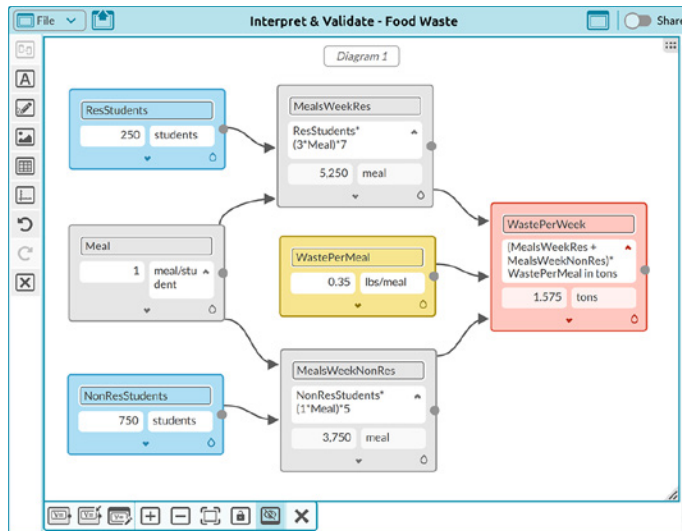 File
Interpret & Validate - Food Waste
Share
Diagram 1
ResStudents
250 students
MealsWeekRes
ResStudents*
(3*Meal)*7
5,250 meal
Meal
1 meal/stu
dent
WastePerMeal
0.35 lbs/meal
WastePerWeek
(MealsWeekRes +
MealsWeekNonRes)*
WastePerMeal in tons
1.575 tons
NonResStudents
750 students
MealsWeekNonRes
NonResStudents*
(1*Meal)*5
3,750 meal